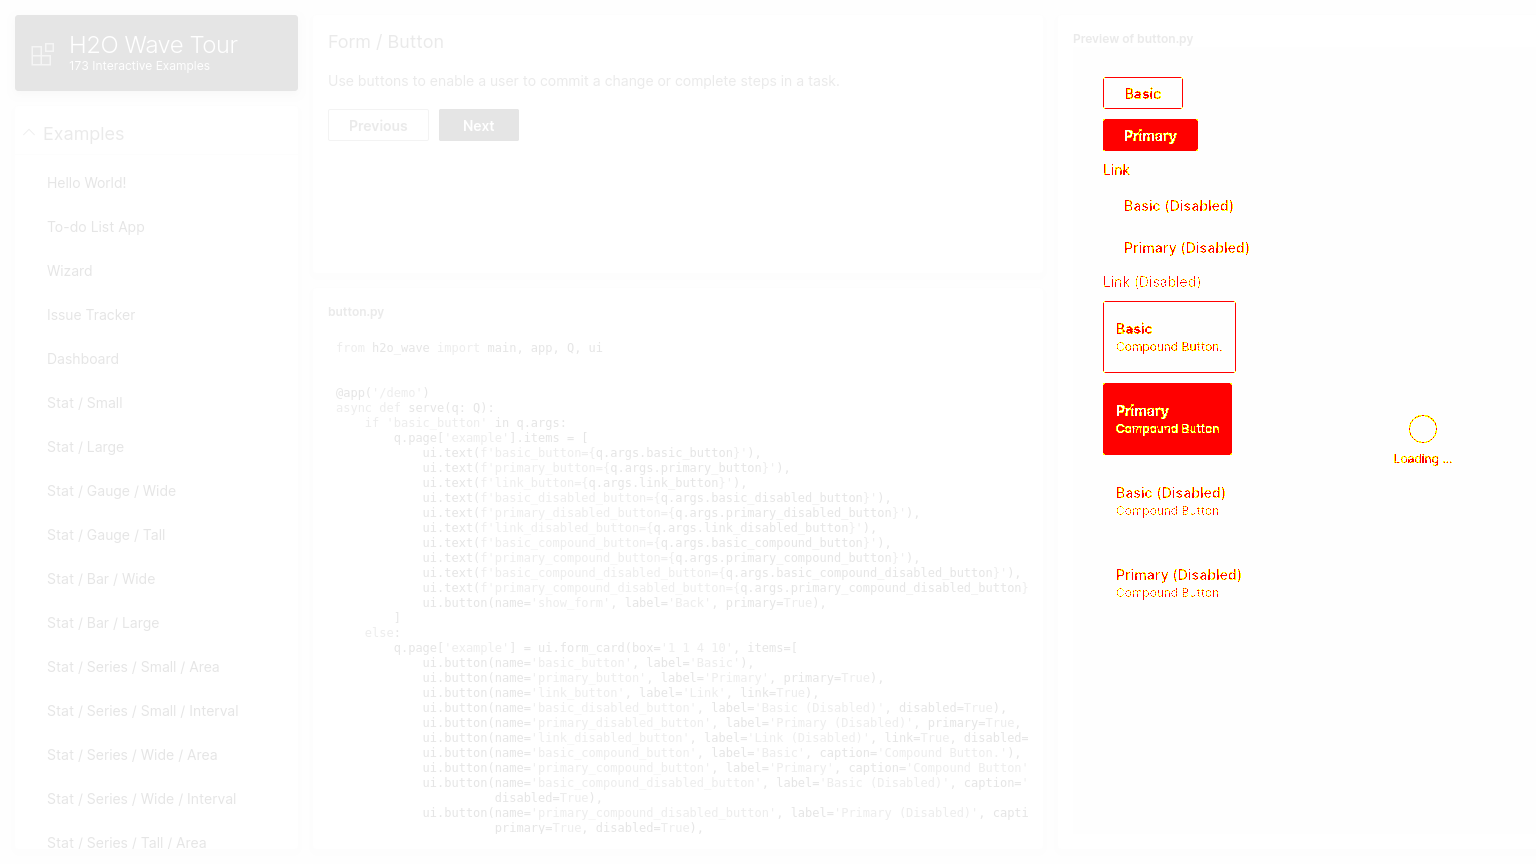 H2O Wave Tour
173 Interactive Examples
Examples
Hello World!
To-do List App
Wizard
Issue Tracker
Dashboard
Stat / Small
Stat / Large
Stat / Gauge / Wide
Stat / Gauge / Tall
Stat / Bar / Wide
Stat / Bar / Large
Stat / Series / Small / Area
Stat / Series / Small / Interval
Stat / Series / Wide / Area
Stat / Series / Wide / Interval
Stat / Series / Tall / Area
Form / Button
Use buttons to enable a user to commit a change or complete steps in a task.
Previous
Next
button.py
from h2o_wave import main, app, Q, ui
@app('/demo')
async def serve(q: Q):
    if 'basic_button' in q.args:
        q.page['example'].items = [
            ui.text(f'basic_button={q.args.basic_button}'),
            ui.text(f'primary_button={q.args.primary_button}'),
            ui.text(f'link_button={q.args.link_button}'),
            ui.text(f'basic_disabled_button={q.args.basic_disabled_button}'),
            ui.text(f'primary_disabled_button={q.args.primary_disabled_button}'),
            ui.text(f'link_disabled_button={q.args.link_disabled_button}'),
            ui.text(f'basic_compound_button={q.args.basic_compound_button}'),
            ui.text(f'primary_compound_button={q.args.primary_compound_button}'),
            ui.text(f'basic_compound_disabled_button={q.args.basic_compound_disabled_button}'),
            ui.text(f'primary_compound_disabled_button={q.args.primary_compound_disabled_button}
            ui.button(name='show_form', label='Back', primary=True),
        ]
    else:
        q.page['example'] = ui.form_card(box='1 1 4 10', items=[
            ui.button(name='basic_button', label='Basic'),
            ui.button(name='primary_button', label='Primary', primary=True),
            ui.button(name='link_button', label='Link', link=True),
            ui.button(name='basic_disabled_button', label='Basic (Disabled)', disabled=True),
            ui.button(name='primary_disabled_button', label='Primary (Disabled)', primary=True,
            ui.button(name='link_disabled_button', label='Link (Disabled)', link=True, disabled=
            ui.button(name='basic_compound_button', label='Basic', caption='Compound Button.'),
            ui.button(name='primary_compound_button', label='Primary', caption='Compound Button'
            ui.button(name='basic_compound_disabled_button', label='Basic (Disabled)', caption='
                      disabled=True),
            ui.button(name='primary_compound_disabled_button', label='Primary (Disabled)', capti
                      primary=True, disabled=True),
Preview of button.py
Basic
Primary
Link
Basic (Disabled)
Primary (Disabled)
Link (Disabled)
Basic
Compound Button.
Primary
Compound Button
Loading ...
Basic (Disabled)
Compound Button
Primary (Disabled)
Compound Button